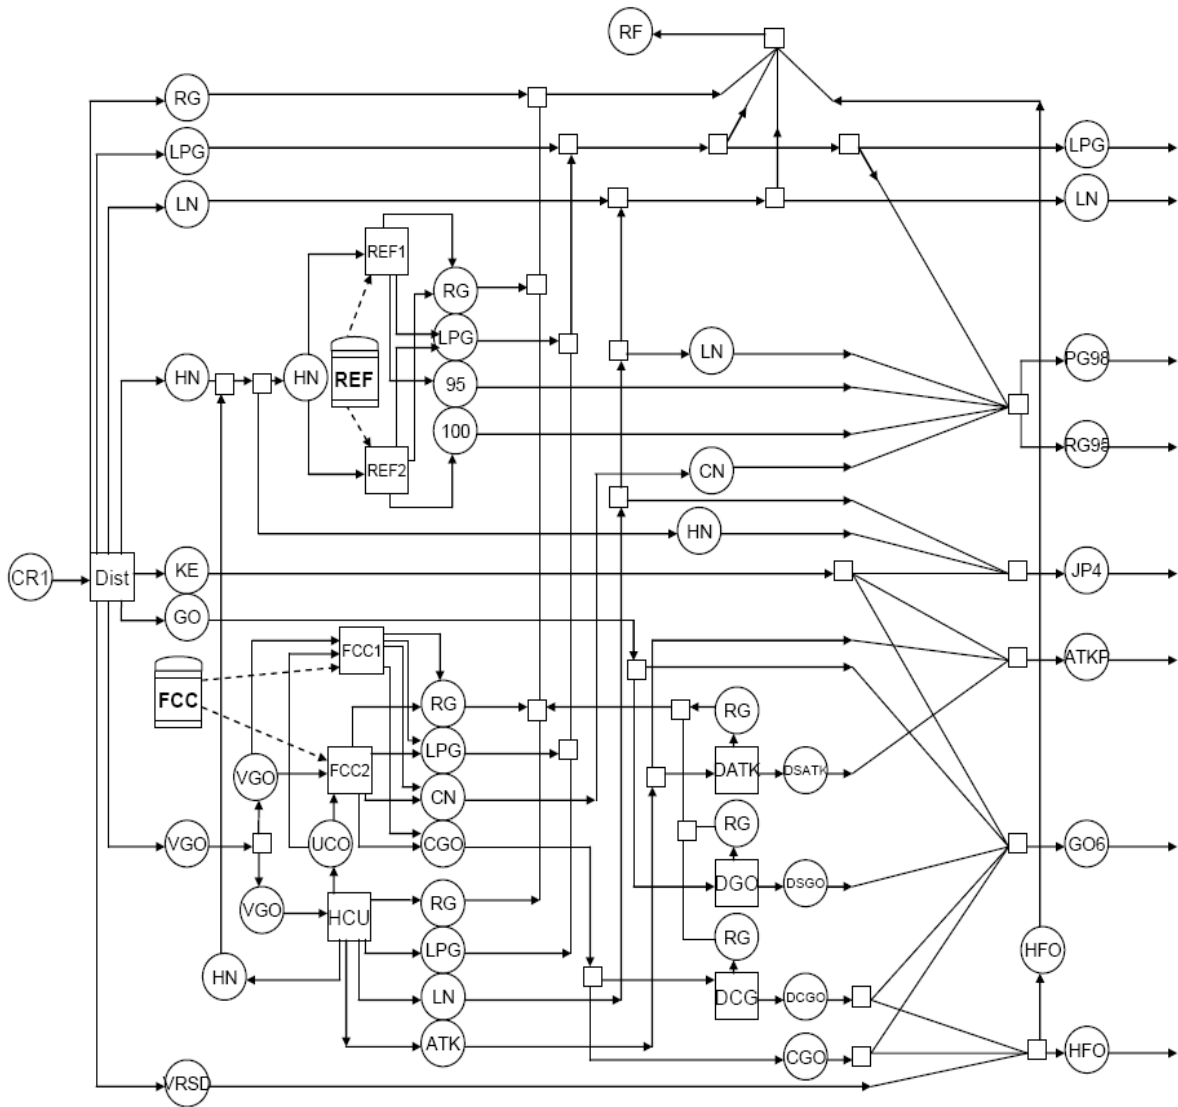 RF
RG
LPG
LPG
LN
LN
REF1
RG
LPG
LN
PG98
HN
HN
REF
95
100
RG95
REF2
CN
HN
CR1
Dist
KE
JP4
GO
FCC1
ATKP
FCC
RG
RG
LPG
VGO
FCC2
DATK
DSATK
CN
RG
VGO
UCO
CGO
GO6
DGO
DSGO
VGO
HCU
RG
RG
LPG
HFO
HN
LN
DCG
DCGO
ATK
CGO
HFO
VRSD